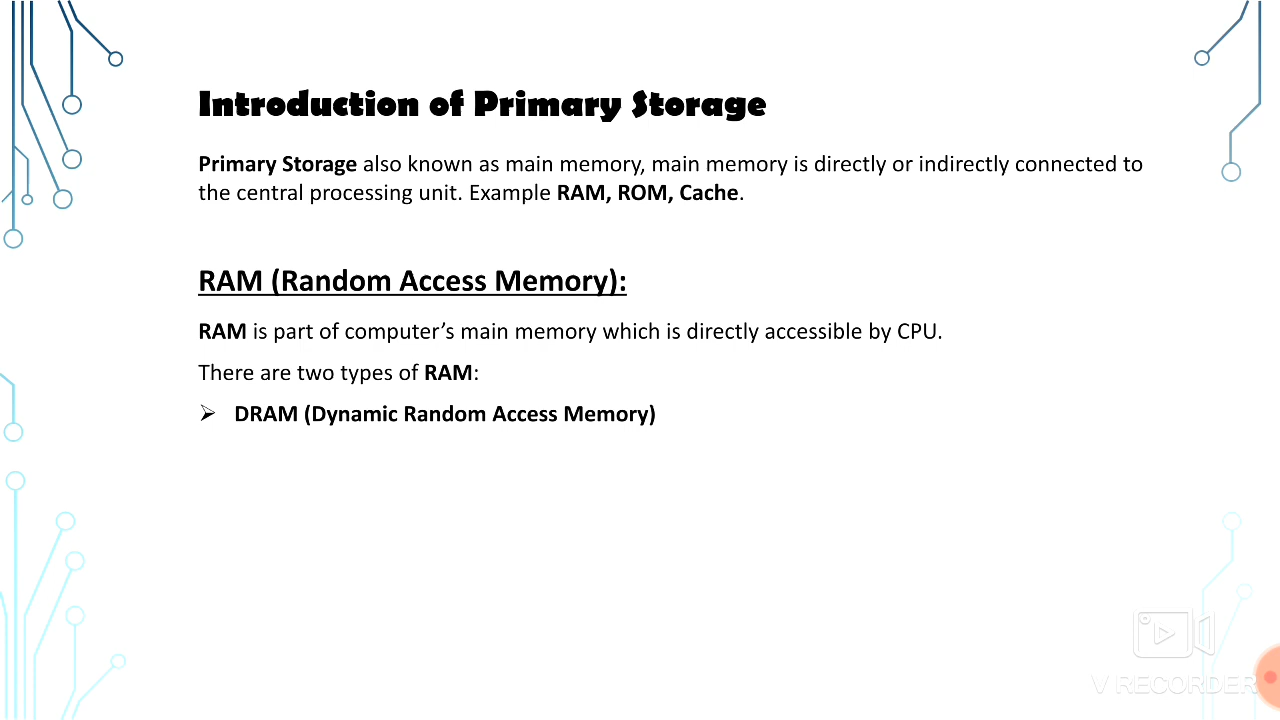 Introduction of Primary Storage
Primary Storage also known as main memory, main memory is directly or indirectly connected to
the central processing unit. Example RAM, ROM, Cache.
RAM (Random Access Memory):
RAM is part of computer’s main memory which is directly accessible by CPU.
There are two types of RAM:
➢ DRAM (Dynamic Random Access Memory)
V RECORDER